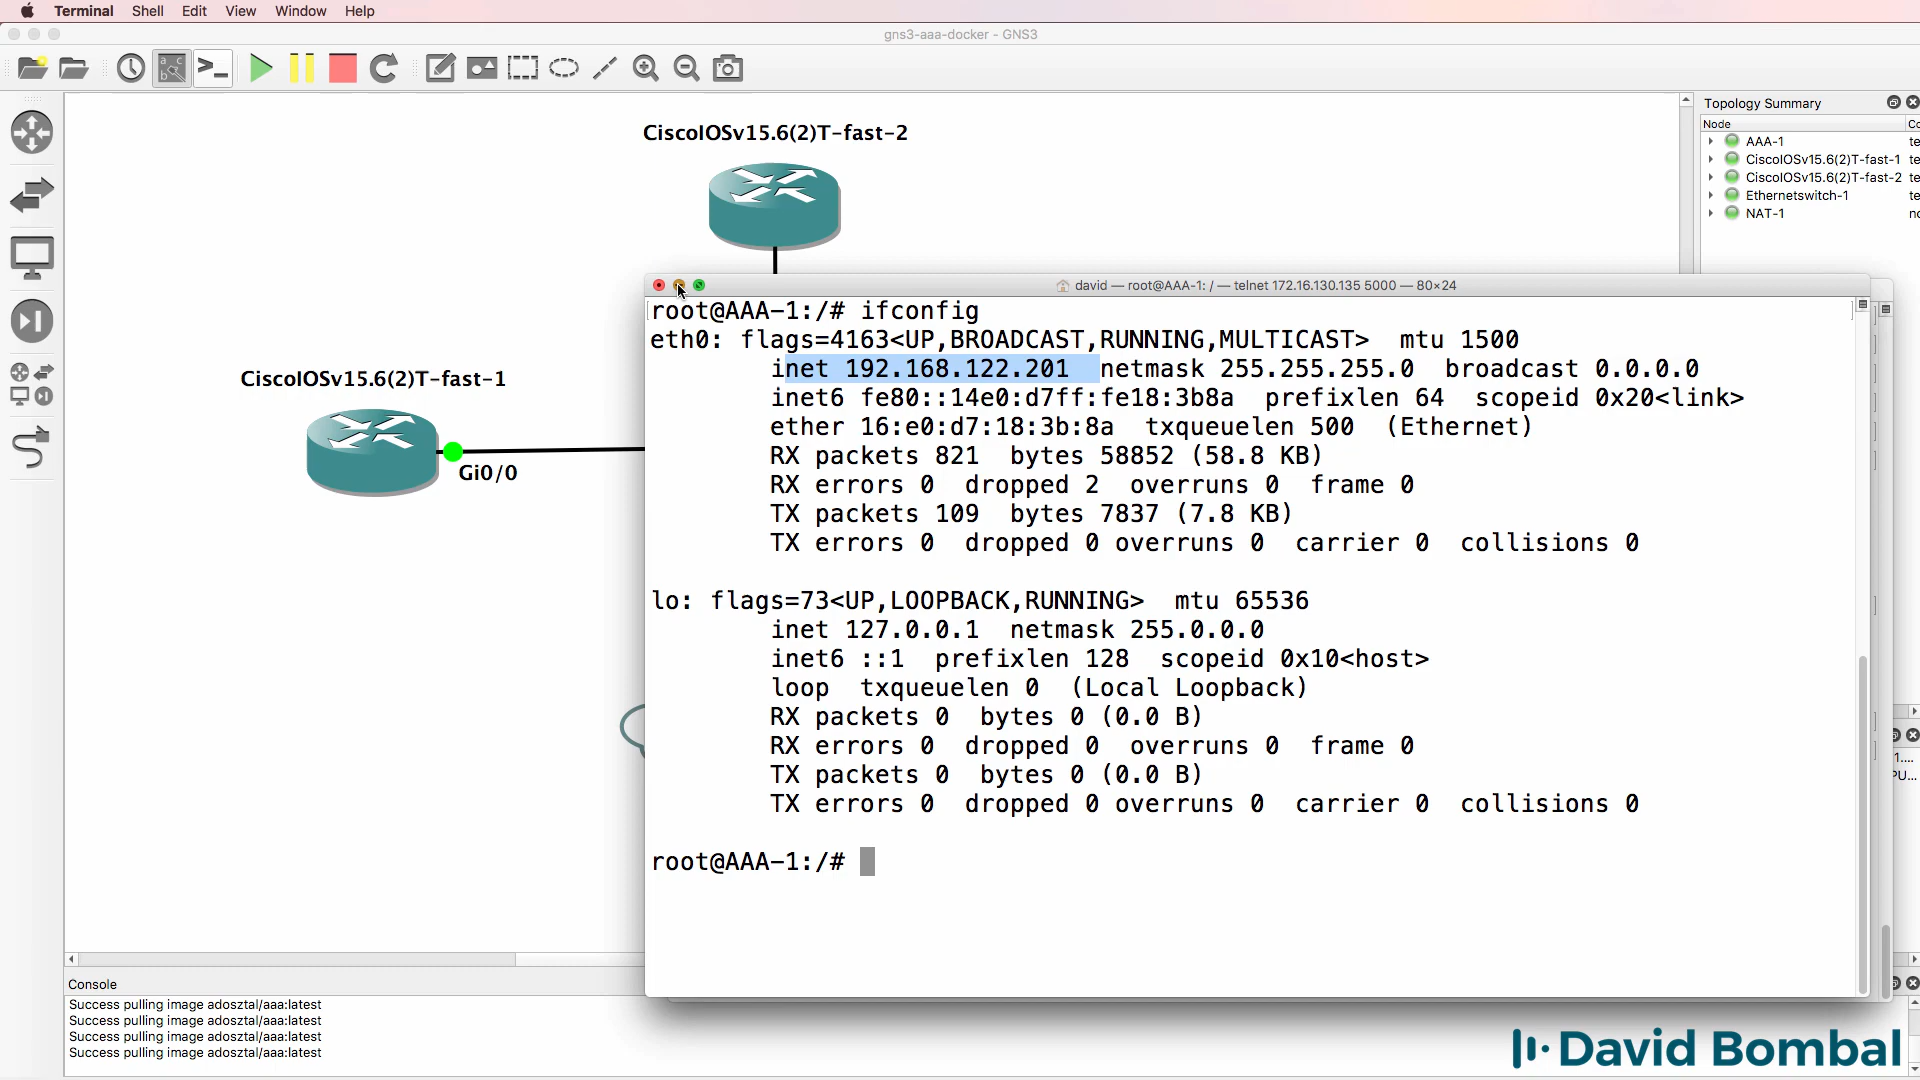 Terminal Shell Edit View Window Help
gns3-aaa-docker - GNS3
CiscoIOSv15.6(2)T-fast-2
CiscoIOSv15.6(2)T-fast-1
Gi0/0
Topology Summary
Node
AAA-1
CiscoIOSv15.6(2)T-fast-1
CiscoIOSv15.6(2)T-fast-2
Ethernetswitch-1
NAT-1
david — root@AAA-1: / — telnet 172.16.130.135 5000 — 80×24
root@AAA-1:/# ifconfig
eth0: flags=4163<UP,BROADCAST,RUNNING,MULTICAST>  mtu 1500
inet 192.168.122.201  netmask 255.255.255.0  broadcast 0.0.0.0
inet6 fe80::14e0:d7ff:fe18:3b8a  prefixlen 64  scopeid 0x20<link>
ether 16:e0:d7:18:3b:8a  txqueuelen 500  (Ethernet)
RX packets 821  bytes 58852 (58.8 KB)
RX errors 0  dropped 2  overruns 0  frame 0
TX packets 109  bytes 7837 (7.8 KB)
TX errors 0  dropped 0 overruns 0  carrier 0  collisions 0
lo: flags=73<UP,LOOPBACK,RUNNING>  mtu 65536
inet 127.0.0.1  netmask 255.0.0.0
inet6 ::1  prefixlen 128  scopeid 0x10<host>
loop  txqueuelen 0  (Local Loopback)
RX packets 0  bytes 0 (0.0 B)
RX errors 0  dropped 0  overruns 0  frame 0
TX packets 0  bytes 0 (0.0 B)
TX errors 0  dropped 0 overruns 0  carrier 0  collisions 0
root@AAA-1:/#
Console
Success pulling image adosztal/aaa:latest
Success pulling image adosztal/aaa:latest
Success pulling image adosztal/aaa:latest
Success pulling image adosztal/aaa:latest
David Bombal